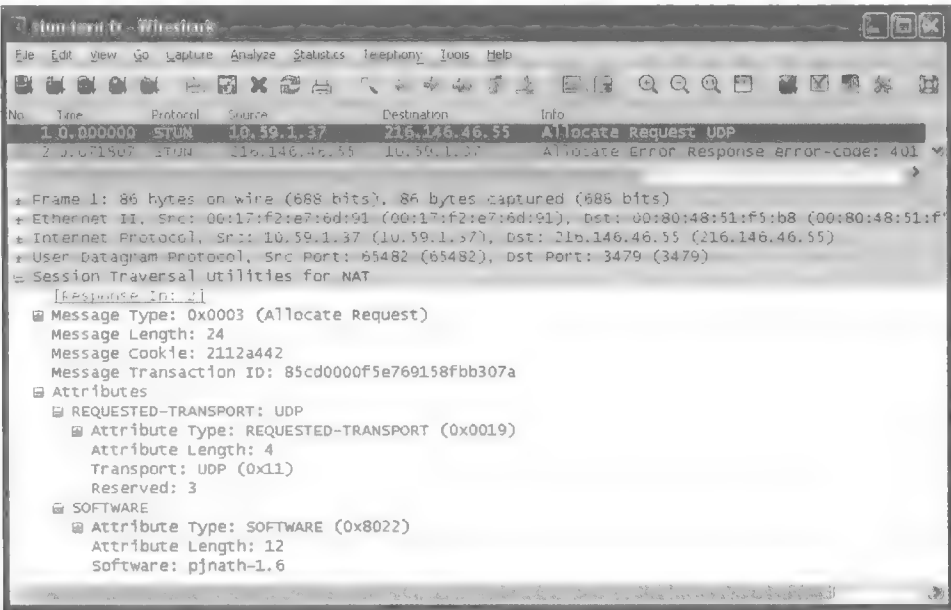 Wireshark
File Edit View Go Capture Analyze Statistics Telephony Tools Help
No. Time Protocol Source Destination Info
1 0.000000 STUN 10.59.1.37 216.146.46.55 Allocate Request UDP
STUN 216.146.46.55 10.59.1.37 Allocate Error Response error-code: 401
Frame 1: 86 bytes on wire (688 bits), 86 bytes captured (688 bits)
Ethernet II, Src: 00:17:f2:e7:6d:91 (00:17:f2:e7:6d:91), Dst: 00:80:48:51:f5:b8 (00:80:48:51:f
Internet Protocol, Src: 10.59.1.37 (10.59.1.37), Dst: 216.146.46.55 (216.146.46.55)
User Datagram Protocol, Src Port: 65482 (65482), Dst Port: 3479 (3479)
Session Traversal Utilities for NAT
[Response In: 2]
Message Type: 0x0003 (Allocate Request)
Message Length: 24
Message Cookie: 2112a442
Message Transaction ID: 85cd0000f5e769158fbb307a
Attributes
REQUESTED-TRANSPORT: UDP
Attribute Type: REQUESTED-TRANSPORT (0x0019)
Attribute Length: 4
Transport: UDP (0x11)
Reserved: 3
SOFTWARE
Attribute Type: SOFTWARE (0x8022)
Attribute Length: 12
Software: pjnath-1.6